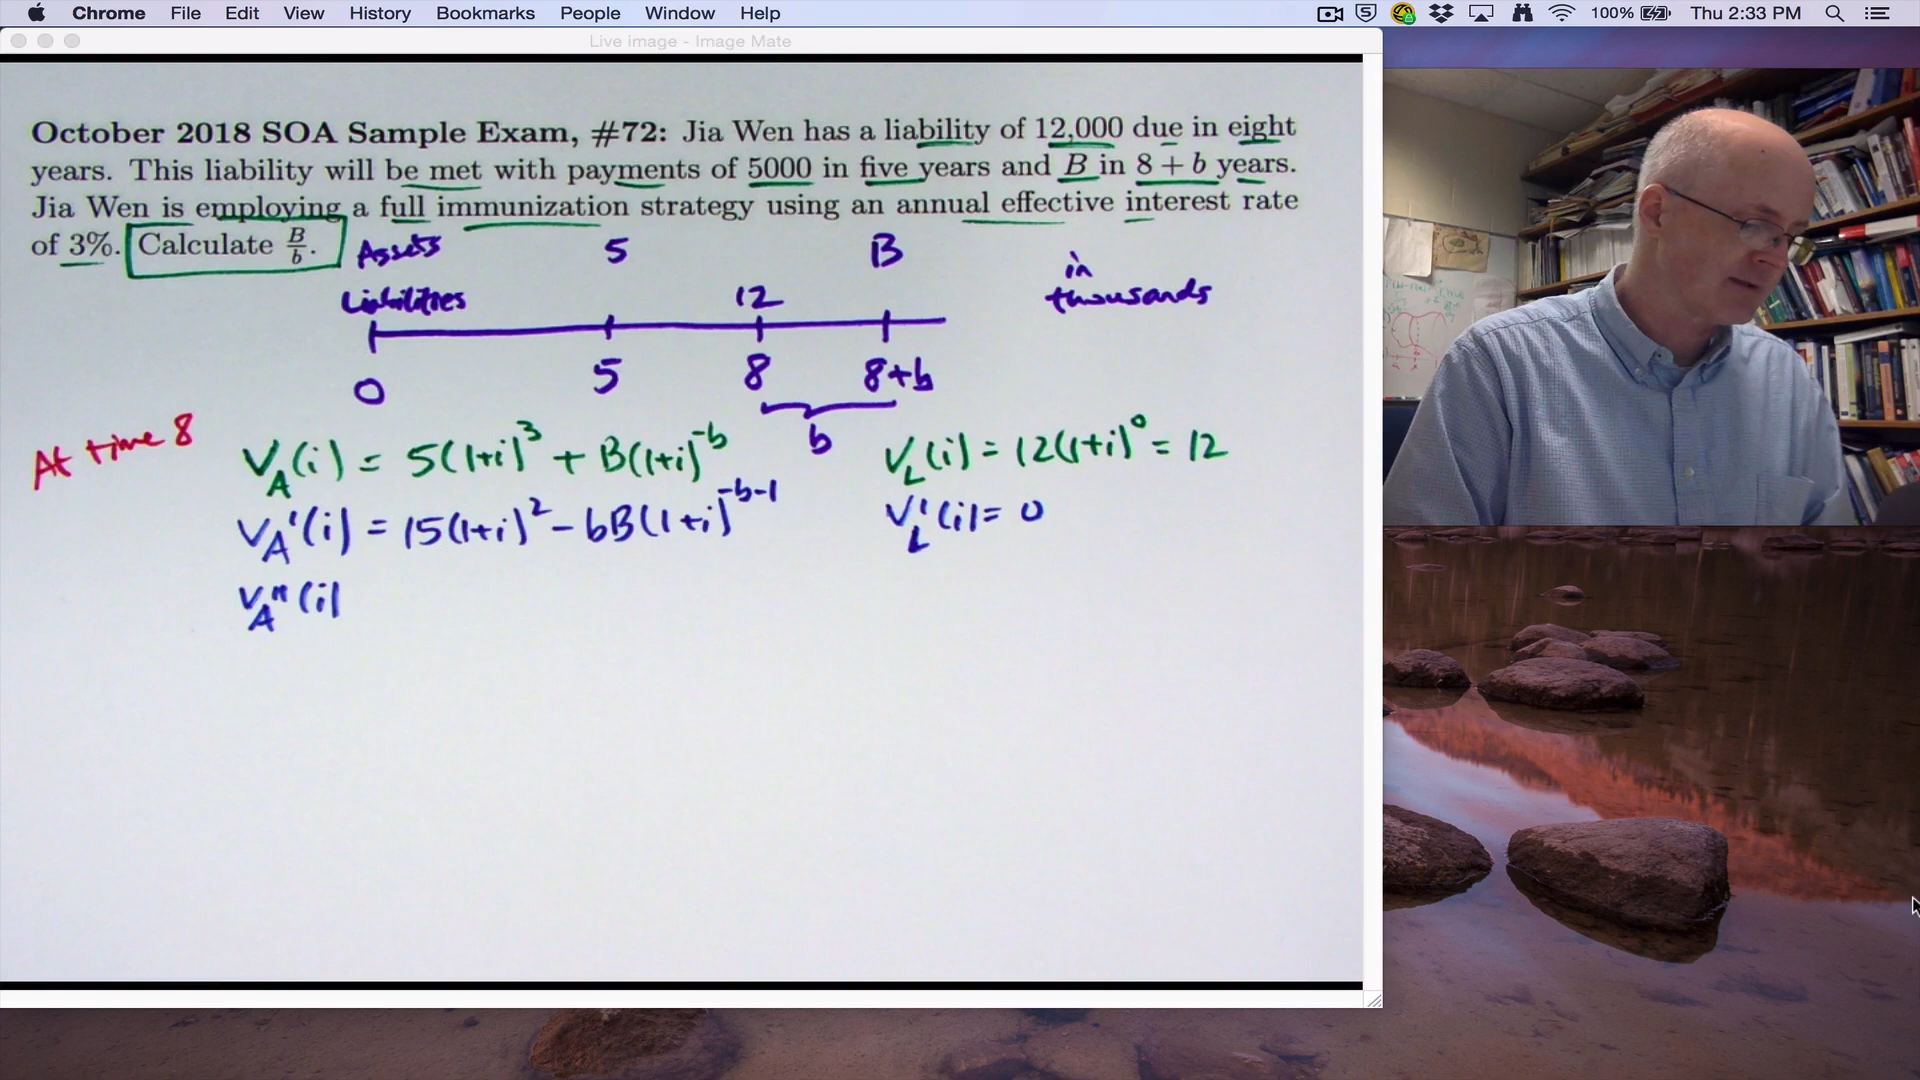 Chrome File Edit View History Bookmarks People Window Help 100% Thu 2:33 PM
Live image - Image Mate
October 2018 SOA Sample Exam, #72: Jia Wen has a liability of 12,000 due in eight
years. This liability will be met with payments of 5000 in five years and B in 8 + b years.
Jia Wen is employing a full immunization strategy using an annual effective interest rate
of 3%. Calculate B/b.
Assets 5 B in
Liabilities 12 thousands
0 5 8 8+b
b
At time 8
V_A(i) = 5(1+i)^3 + B(1+i)^-b V_L(i) = 12(1+i)^0 = 12
V_A'(i) = 15(1+i)^2 - bB(1+i)^-b-1 V_L'(i) = 0
V_A"(i)